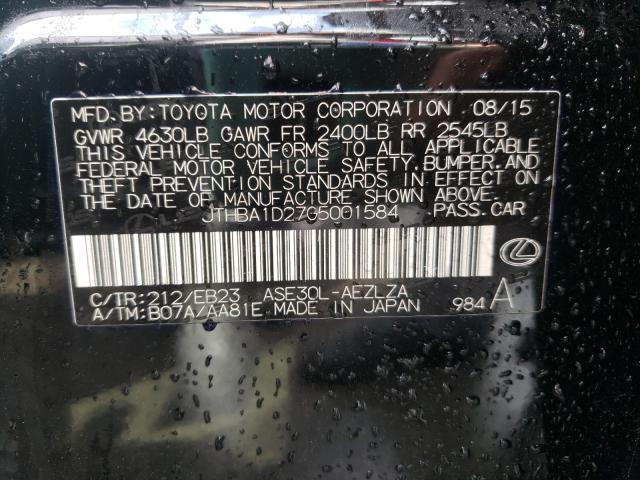 MFD. BY: TOYOTA MOTOR CORPORATION 08/15
GVWR 4630LB GAWR FR 2400LB RR 2545LB
THIS VEHICLE CONFORMS TO ALL APPLICABLE
FEDERAL MOTOR VEHICLE SAFETY, BUMPER, AND
THEFT PREVENTION STANDARDS IN EFFECT ON
THE DATE OF MANUFACTURE SHOWN ABOVE.
JTHBA1D27G5001584 PASS. CAR
C/TR: 212/EB23 ASE30L-AEZLZA
A/TM: B07A/AA81E MADE IN JAPAN 984 A